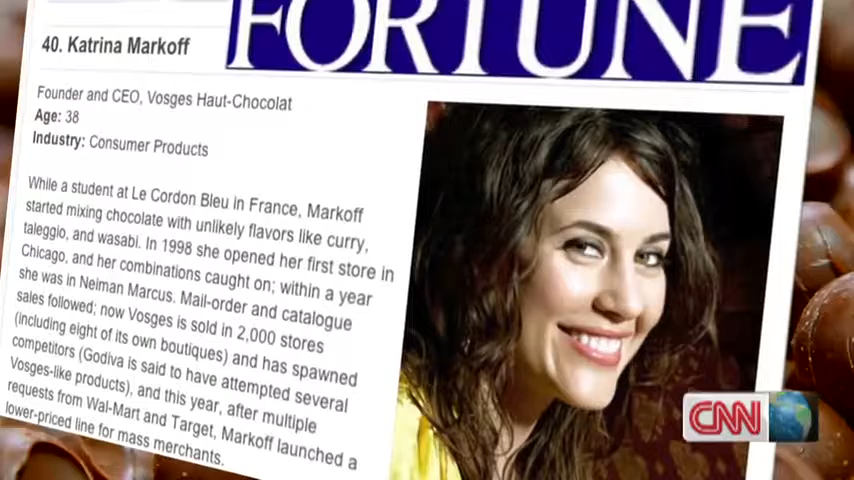 FORTUNE
40. Katrina Markoff
Founder and CEO, Vosges Haut-Chocolat
Age: 38
Industry: Consumer Products
While a student at Le Cordon Bleu in France, Markoff
started mixing chocolate with unlikely flavors like curry,
taleggio, and wasabi. In 1998 she opened her first store in
Chicago, and her combinations caught on; within a year
she was in Neiman Marcus. Mail-order and catalogue
sales followed; now Vosges is sold in 2,000 stores
(including eight of its own boutiques) and has spawned
competitors (Godiva is said to have attempted several
Vosges-like products), and this year, after multiple
requests from Wal-Mart and Target, Markoff launched a
lower-priced line for mass merchants.
CNN